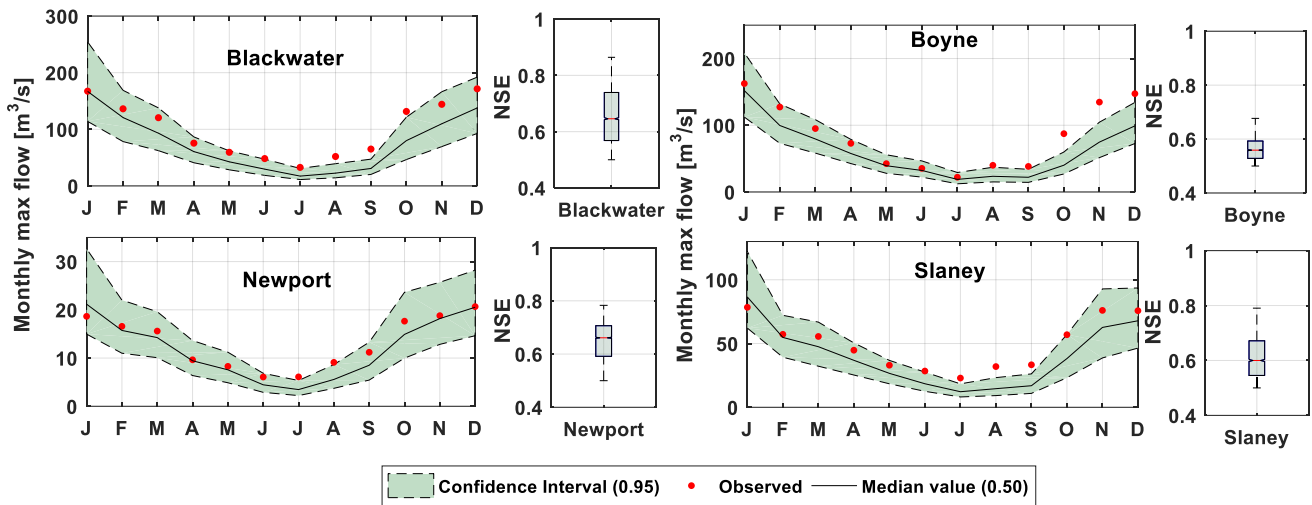 Monthly max flow [m³/s]
300
200
100
0
Blackwater
J F M A M J J A S O N D
NSE
1
0.8
0.6
0.4
Blackwater
Monthly max flow [m³/s]
200
100
0
Boyne
J F M A M J J A S O N D
NSE
1
0.8
0.6
0.4
Boyne
30
20
10
0
Newport
J F M A M J J A S O N D
NSE
1
0.8
0.6
0.4
Newport
100
50
0
Slaney
J F M A M J J A S O N D
NSE
1
0.8
0.6
0.4
Slaney
Confidence Interval (0.95) Observed Median value (0.50)